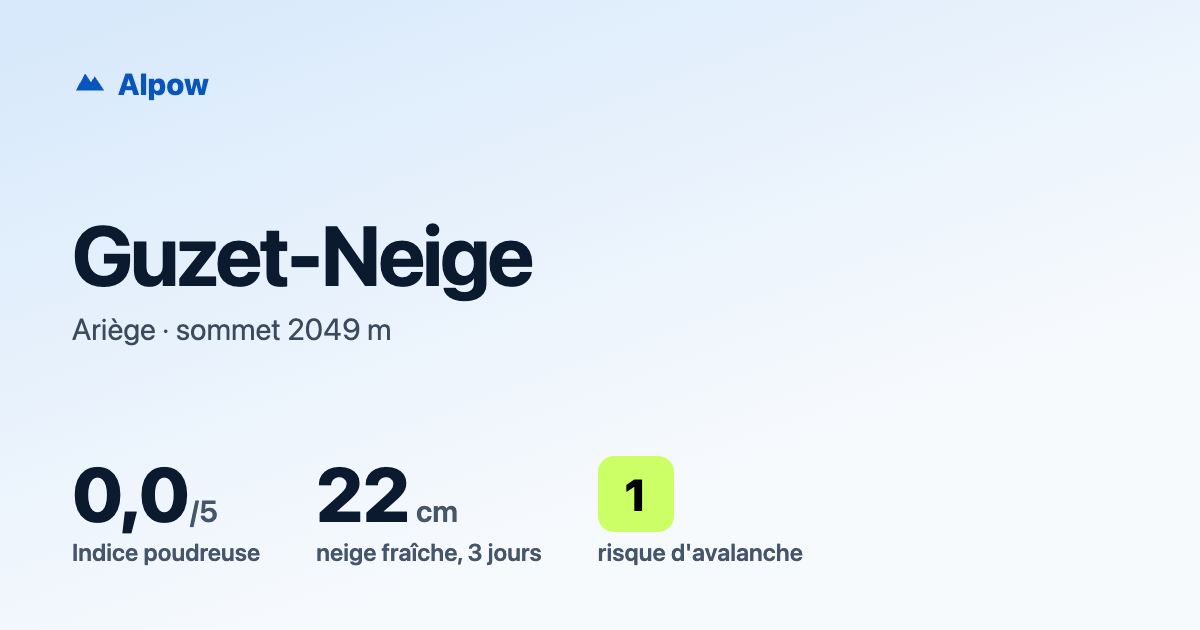 Alpow
Guzet-Neige
Ariège · sommet 2049 m
0,0/5
Indice poudreuse
22 cm
neige fraîche, 3 jours
1
risque d'avalanche